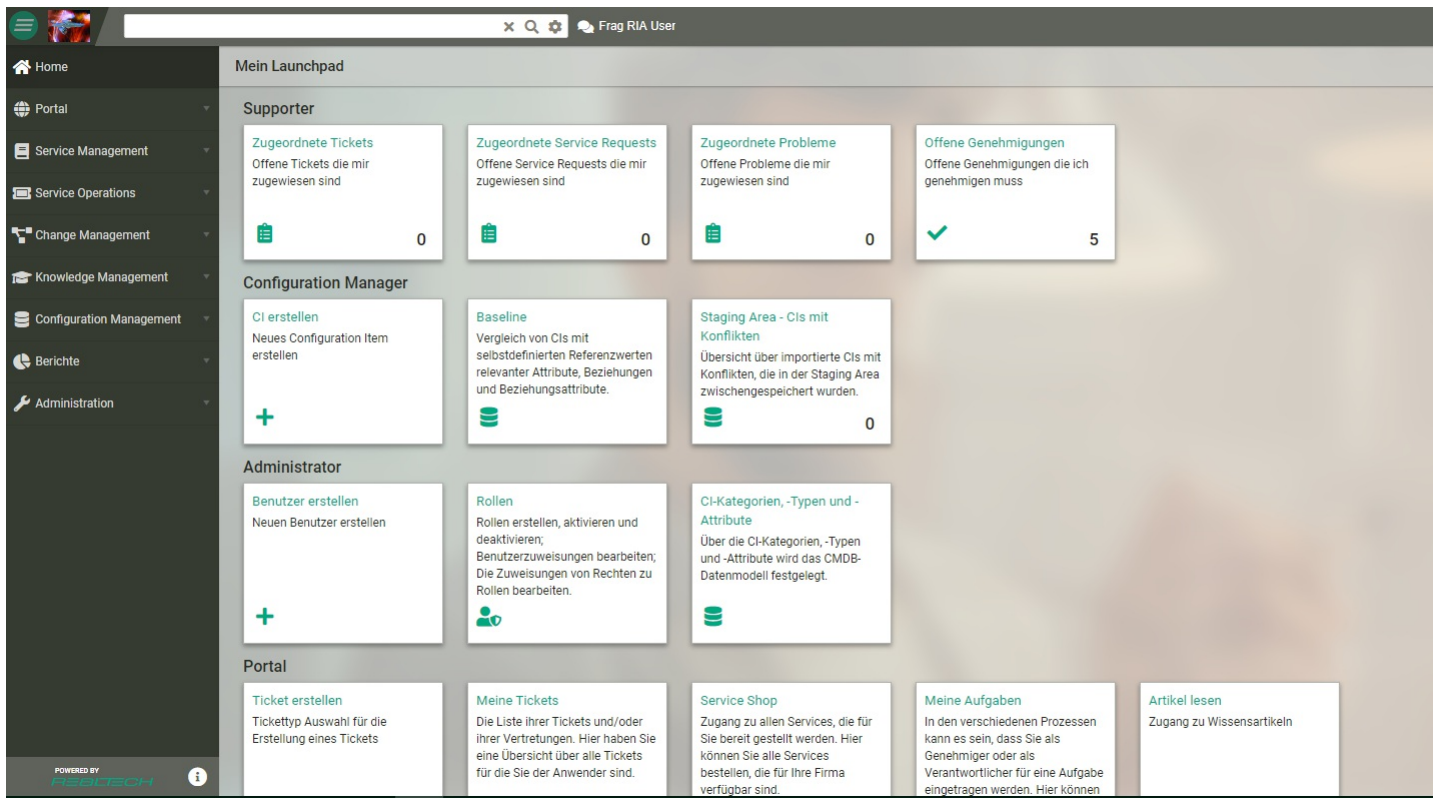 Frag RIA User
Home
Portal
Service Management
Service Operations
Change Management
Knowledge Management
Configuration Management
Berichte
Administration
POWERED BY
REALTECH
Mein Launchpad
Supporter
Zugeordnete Tickets
Offene Tickets die mir
zugewiesen sind
0
Zugeordnete Service Requests
Offene Service Requests die mir
zugewiesen sind
0
Zugeordnete Probleme
Offene Probleme die mir
zugewiesen sind
0
Offene Genehmigungen
Offene Genehmigungen die ich
genehmigen muss
5
Configuration Manager
CI erstellen
Neues Configuration Item
erstellen
Baseline
Vergleich von CIs mit
selbstdefinierten Referenzwerten
relevanter Attribute, Beziehungen
und Beziehungsattribute.
Staging Area - CIs mit
Konflikten
Übersicht über importierte CIs mit
Konflikten, die in der Staging Area
zwischengespeichert wurden.
0
Administrator
Benutzer erstellen
Neuen Benutzer erstellen
Rollen
Rollen erstellen, aktivieren und
deaktivieren;
Benutzerzuweisungen bearbeiten;
Die Zuweisungen von Rechten zu
Rollen bearbeiten.
CI-Kategorien, -Typen und -
Attribute
Über die CI-Kategorien, -Typen
und -Attribute wird das CMDB-
Datenmodell festgelegt.
Portal
Ticket erstellen
Tickettyp Auswahl für die
Erstellung eines Tickets
Meine Tickets
Die Liste ihrer Tickets und/oder
ihrer Vertretungen. Hier haben Sie
eine Übersicht über alle Tickets
für die Sie der Anwender sind.
Service Shop
Zugang zu allen Services, die für
Sie bereit gestellt werden. Hier
können Sie alle Services
bestellen, die für Ihre Firma
verfügbar sind.
Meine Aufgaben
In den verschiedenen Prozessen
kann es sein, dass Sie als
Genehmiger oder als
Verantwortlicher für eine Aufgabe
eingetragen werden. Hier können
Artikel lesen
Zugang zu Wissensartikeln